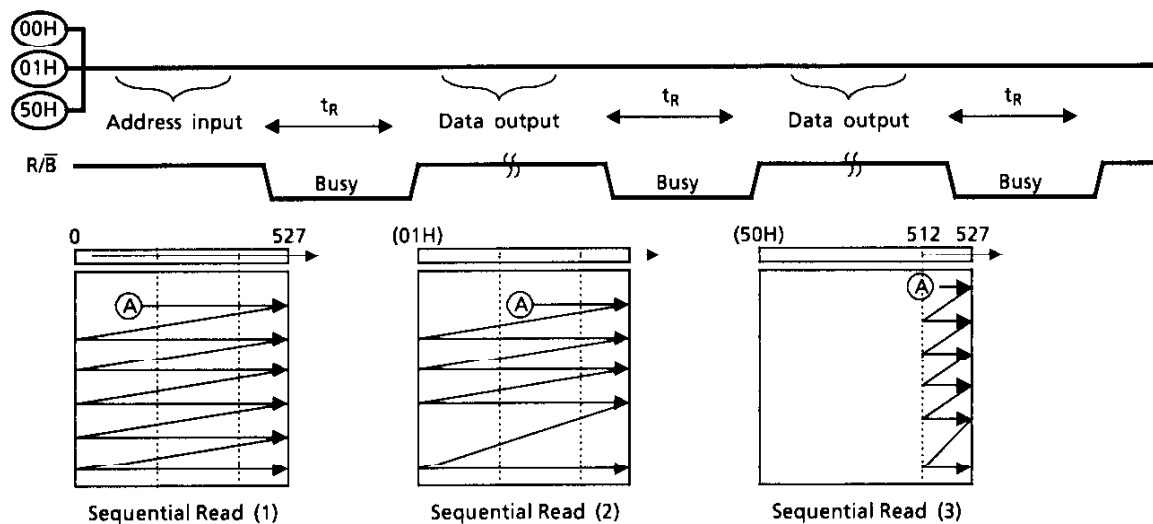 00H
01H
50H
Address input
tR
Data output
tR
Data output
tR
R/B̅
Busy
Busy
Busy
0 527
(01H)
(50H) 512 527
A
A
A
Sequential Read (1)
Sequential Read (2)
Sequential Read (3)